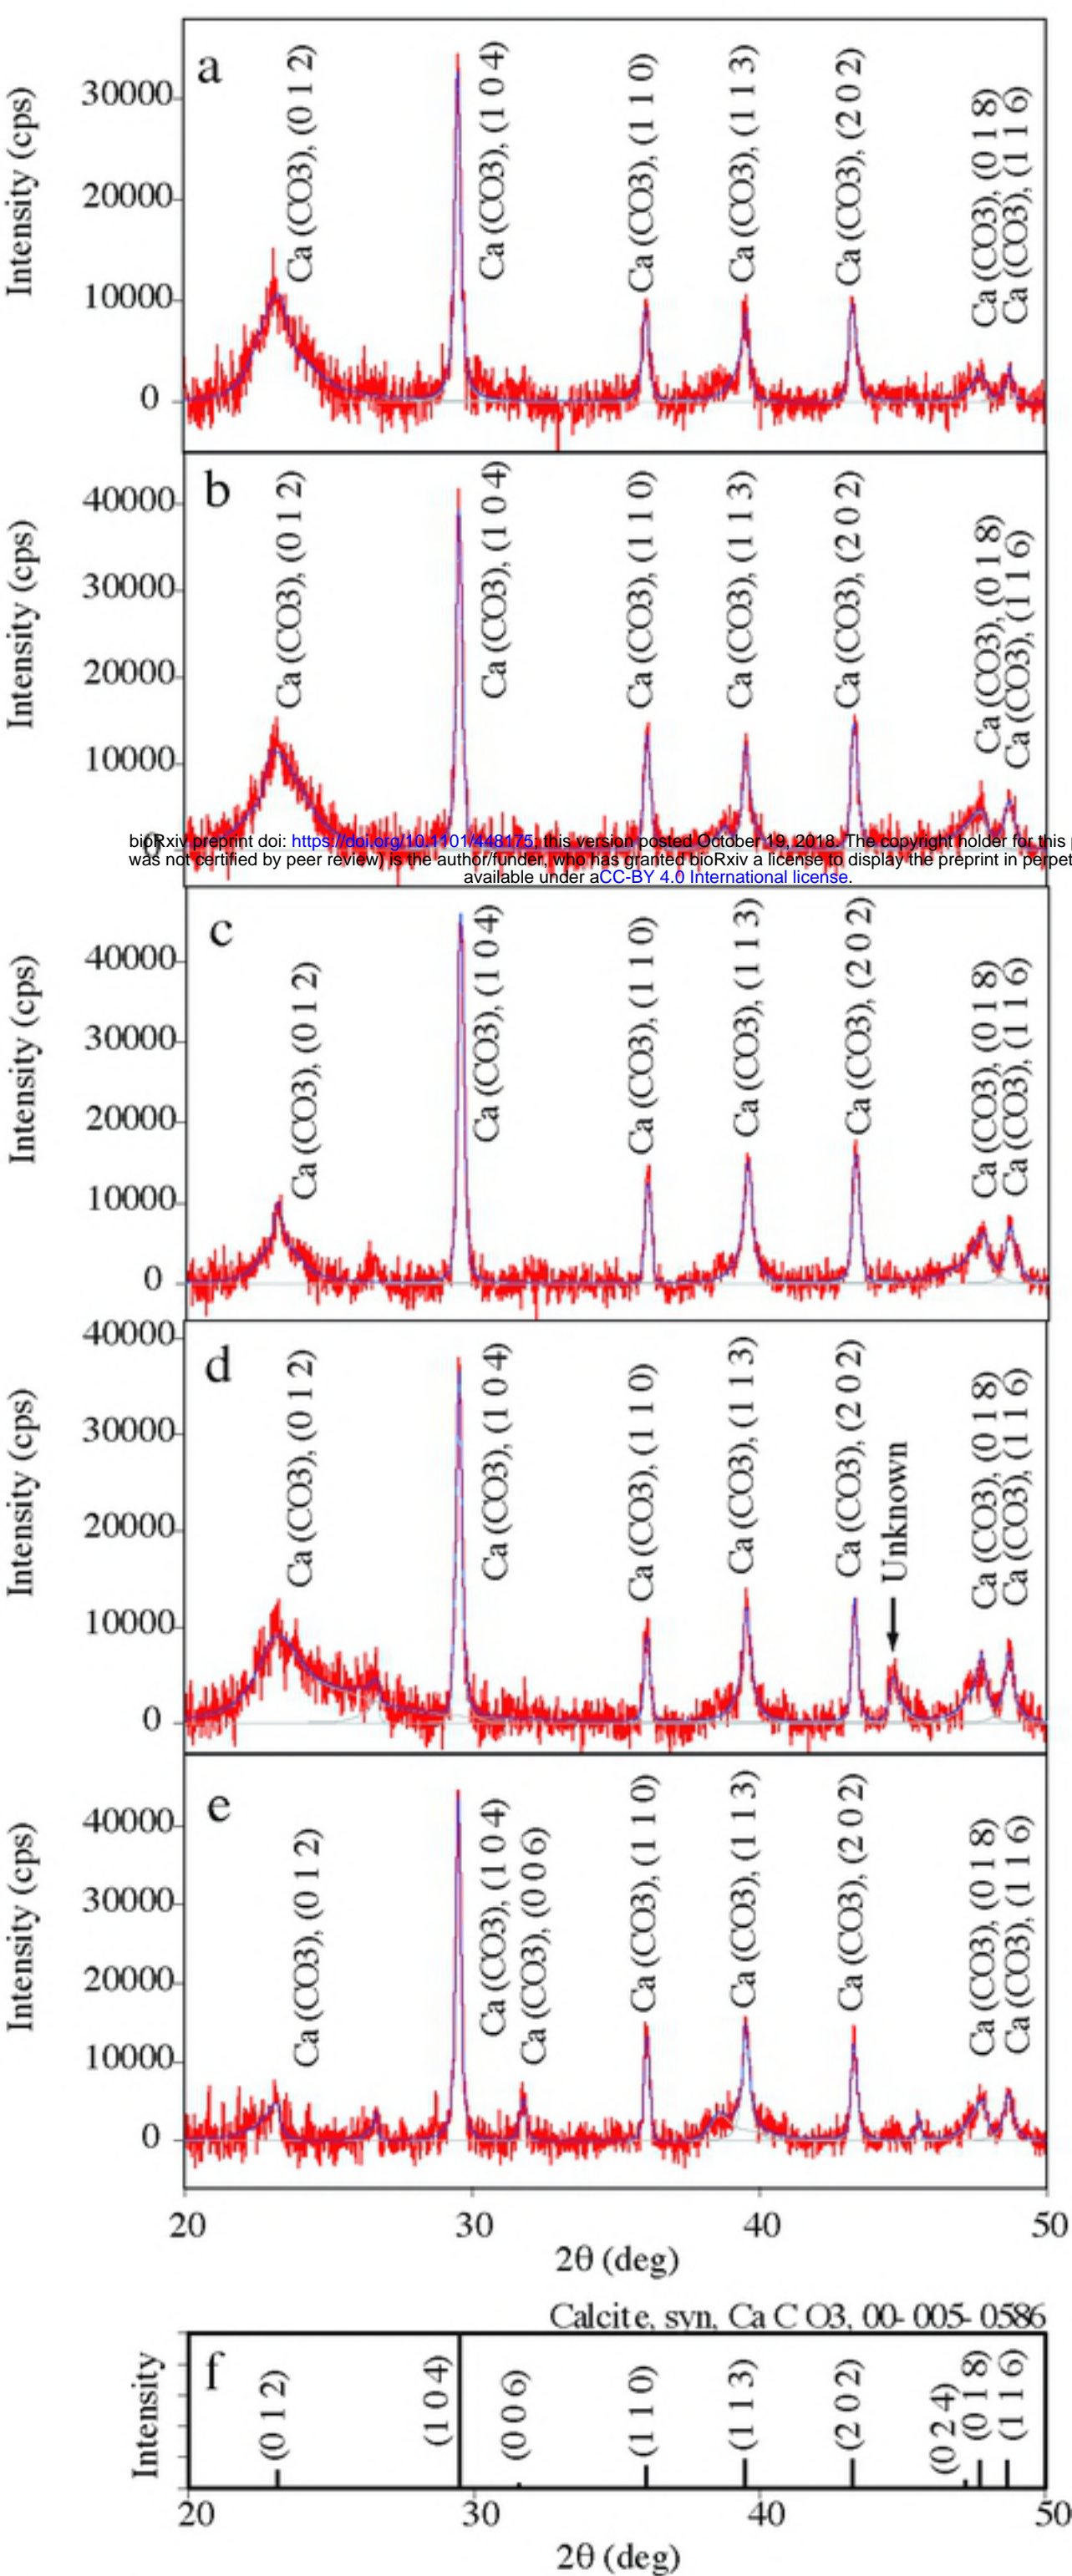 a
Intensity (cps)
30000
20000
10000
0
Ca (CO3), (0 1 2)
Ca (CO3), (1 0 4)
Ca (CO3), (1 1 0)
Ca (CO3), (1 1 3)
Ca (CO3), (2 0 2)
Ca (CO3), (0 1 8)
Ca (CO3), (1 1 6)
b
Intensity (cps)
40000
30000
20000
10000
Ca (CO3), (0 1 2)
Ca (CO3), (1 0 4)
Ca (CO3), (1 1 0)
Ca (CO3), (1 1 3)
Ca (CO3), (2 0 2)
Ca (CO3), (0 1 8)
Ca (CO3), (1 1 6)
bioRxiv preprint doi: https://doi.org/10.1101/448175; this version posted October 19, 2018. The copyright holder for this
was not certified by peer review) is the author/funder, who has granted bioRxiv a license to display the preprint in
available under aCC-BY 4.0 International license.
c
Intensity (cps)
40000
30000
20000
10000
0
Ca (CO3), (0 1 2)
Ca (CO3), (1 0 4)
Ca (CO3), (1 1 0)
Ca (CO3), (1 1 3)
Ca (CO3), (2 0 2)
Ca (CO3), (0 1 8)
Ca (CO3), (1 1 6)
d
Intensity (cps)
40000
30000
20000
10000
0
Ca (CO3), (0 1 2)
Ca (CO3), (1 0 4)
Ca (CO3), (1 1 0)
Ca (CO3), (1 1 3)
Ca (CO3), (2 0 2)
Unknown
Ca (CO3), (0 1 8)
Ca (CO3), (1 1 6)
e
Intensity (cps)
40000
30000
20000
10000
0
Ca (CO3), (0 1 2)
Ca (CO3), (1 0 4)
Ca (CO3), (0 0 6)
Ca (CO3), (1 1 0)
Ca (CO3), (1 1 3)
Ca (CO3), (2 0 2)
Ca (CO3), (0 1 8)
Ca (CO3), (1 1 6)
20 30 40 50
2θ (deg)
Calcite, syn, Ca C O3, 00- 005- 0586
f
Intensity
(0 1 2)
(1 0 4)
(0 0 6)
(1 1 0)
(1 1 3)
(2 0 2)
(0 2 4)
(0 1 8)
(1 1 6)
20 30 40 50
2θ (deg)